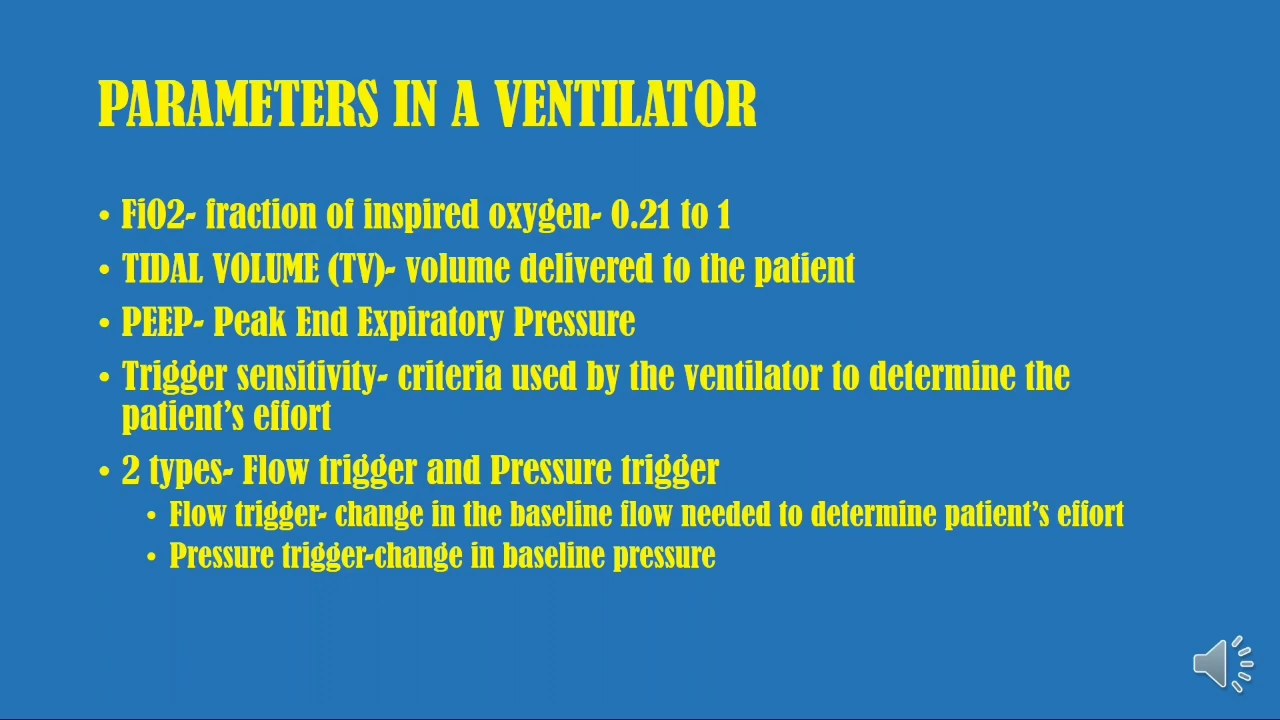 PARAMETERS IN A VENTILATOR
• FiO2- fraction of inspired oxygen- 0.21 to 1
• TIDAL VOLUME (TV)- volume delivered to the patient
• PEEP- Peak End Expiratory Pressure
• Trigger sensitivity- criteria used by the ventilator to determine the
patient's effort
• 2 types- Flow trigger and Pressure trigger
• Flow trigger- change in the baseline flow needed to determine patient's effort
• Pressure trigger-change in baseline pressure